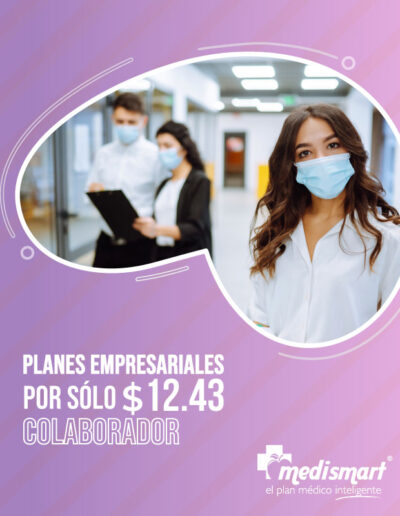 PLANES EMPRESARIALES
POR SÓLO $12.43
COLABORADOR
medismart®
el plan médico inteligente